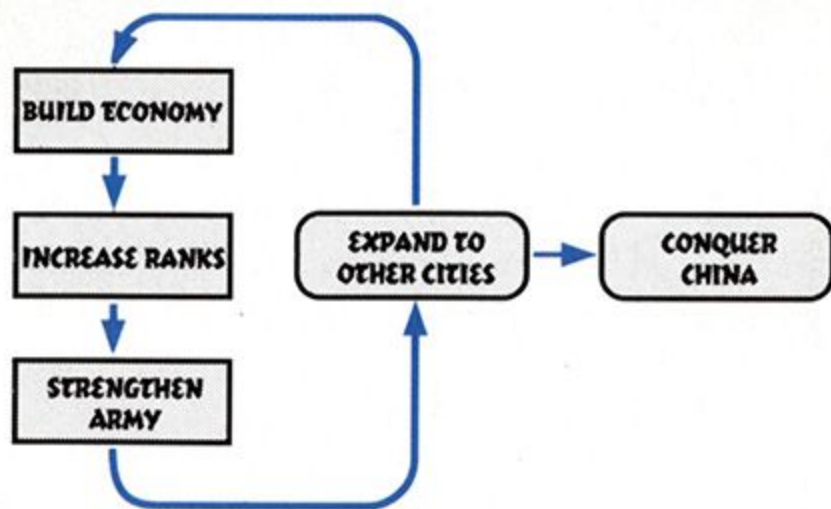 BUILD ECONOMY
INCREASE RANKS
STRENGTHEN
ARMY
EXPAND TO
OTHER CITIES
CONQUER
CHINA